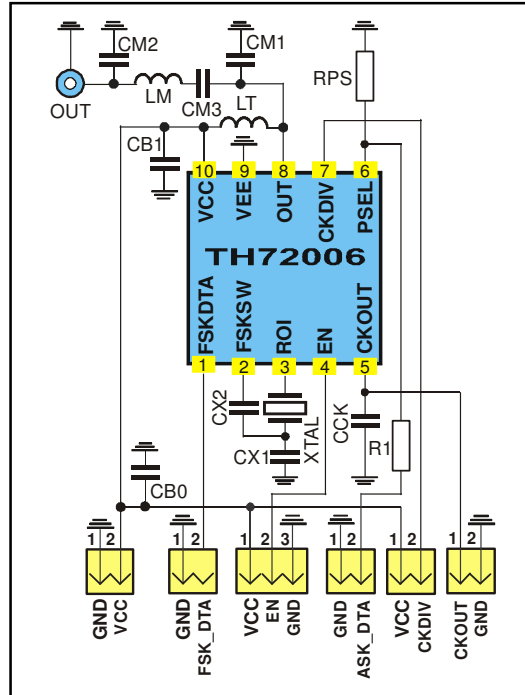 CM2
CM1
RPS
OUT
LM
CM3
LT
CB1
10 9 8 7 6
VCC VEE OUT CKDIV PSEL
TH72006
FSKDTA FSKSW ROI EN CKOUT
1 2 3 4 5
CX2
CX1
XTAL
CCK
R1
CB0
1 2 1 2 1 2 3 1 2 1 2 1 2
GND VCC GND FSK_DTA VCC EN GND GND ASK_DTA VCC CKDIV CKOUT GND